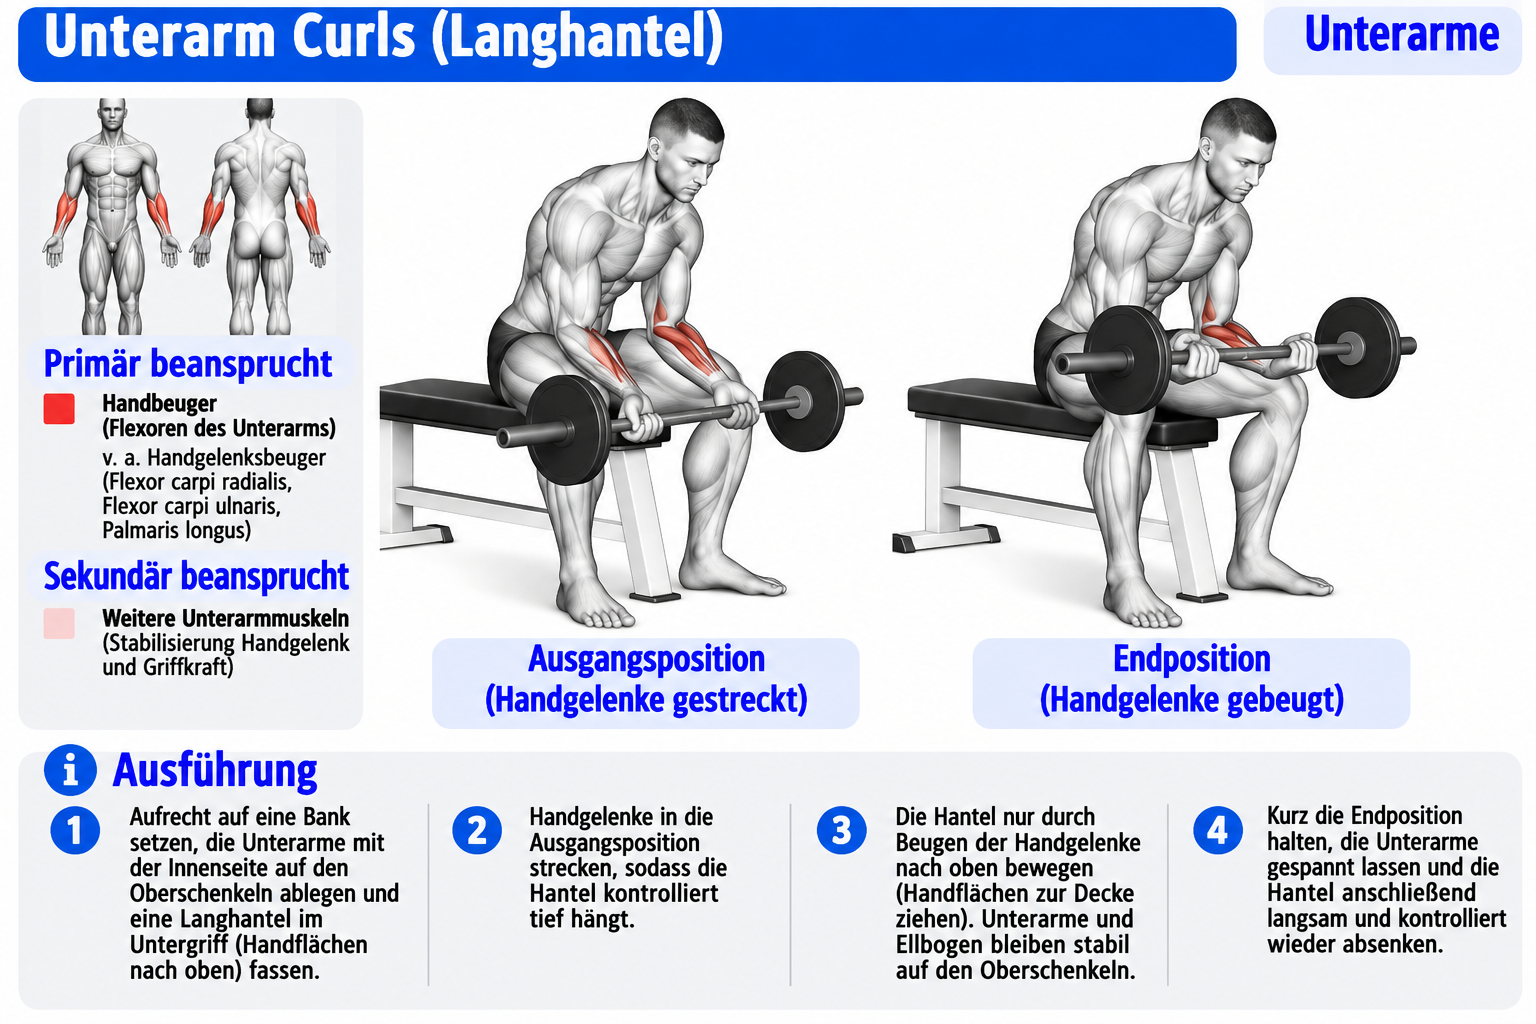 Unterarm Curls (Langhantel)
Unterarme
Primär beansprucht
Handbeuger
(Flexoren des Unterarms)
v. a. Handgelenksbeuger
(Flexor carpi radialis,
Flexor carpi ulnaris,
Palmaris longus)
Sekundär beansprucht
Weitere Unterarmmuskeln
(Stabilisierung Handgelenk
und Griffkraft)
Ausgangsposition
(Handgelenke gestreckt)
Endposition
(Handgelenke gebeugt)
i Ausführung
1
Aufrecht auf eine Bank
setzen, die Unterarme mit
der Innenseite auf den
Oberschenkeln ablegen und
eine Langhantel im
Untergriff (Handflächen
nach oben) fassen.
2
Handgelenke in die
Ausgangsposition
strecken, sodass die
Hantel kontrolliert
tief hängt.
3
Die Hantel nur durch
Beugen der Handgelenke
nach oben bewegen
(Handflächen zur Decke
ziehen). Unterarme und
Ellbogen bleiben stabil
auf den Oberschenkeln.
4
Kurz die Endposition
halten, die Unterarme
gespannt lassen und die
Hantel anschließend
langsam und kontrolliert
wieder absenken.